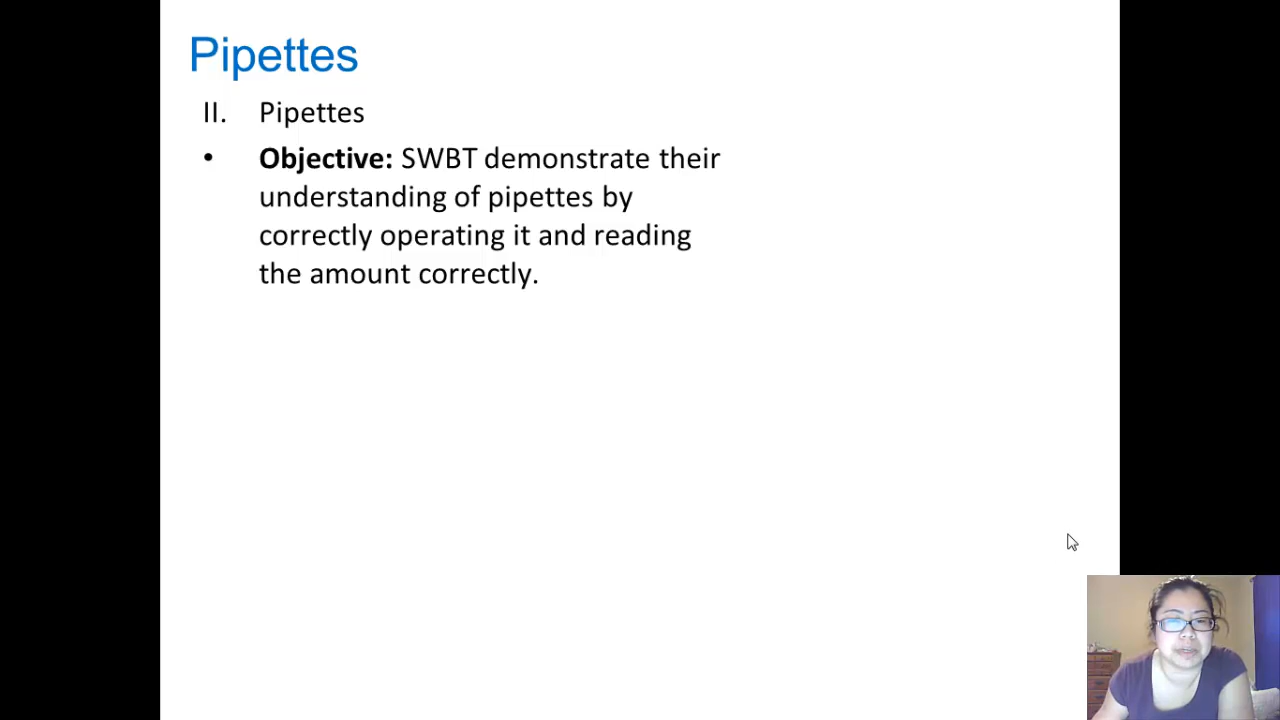 Pipettes
II. Pipettes
• Objective: SWBT demonstrate their
understanding of pipettes by
correctly operating it and reading
the amount correctly.